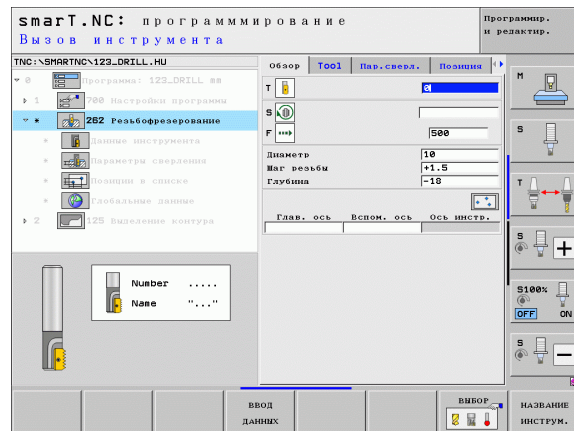 smarT.NC: программмирование
Вызов инструмента
Программир.
и редактир.
TNC:\SMARTNC\123_DRILL.HU
0 Программа: 123_DRILL мм
1 700 Настройки программы
* 262 Резьбофрезерование
* Данные инструмента
* Параметры сверления
* Позиции в списке
* Глобальные данные
2 125 Выделение контура
Number .....
Name "..."
Обзор Tool Пар.сверл. Позиция
T 0
S
F 500
Диаметр 10
Шаг резьбы +1.5
Глубина -18
Глав. ось Вспом. ось Ось инстр.
M
S
T
S
+
S100%
OFF ON
S
−
ВВОД
ДАННЫХ
ВЫБОР
НАЗВАНИЕ
ИНСТРУМ.